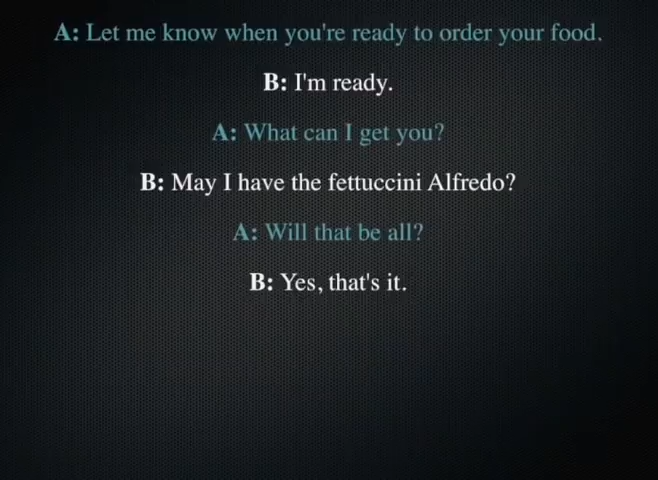 A: Let me know when you're ready to order your food.
B: I'm ready.
A: What can I get you?
B: May I have the fettuccini Alfredo?
A: Will that be all?
B: Yes, that's it.